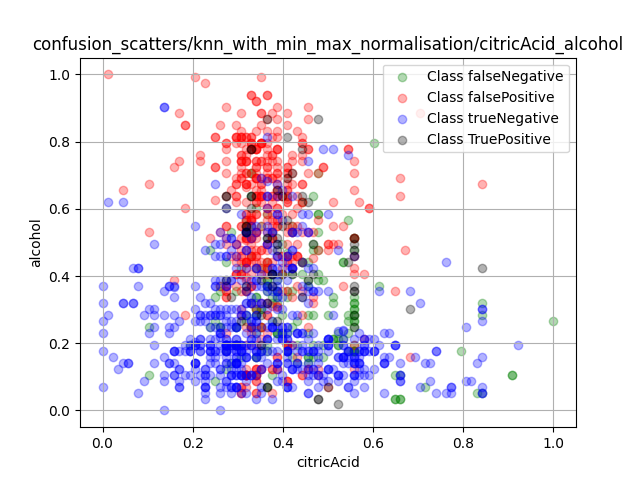 confusion_scatters/knn_with_min_max_normalisation/citricAcid_alcohol
Class falseNegative
Class falsePositive
Class trueNegative
Class TruePositive
1.0
0.8
0.6
0.4
0.2
0.0
alcohol
0.0 0.2 0.4 0.6 0.8 1.0
citricAcid